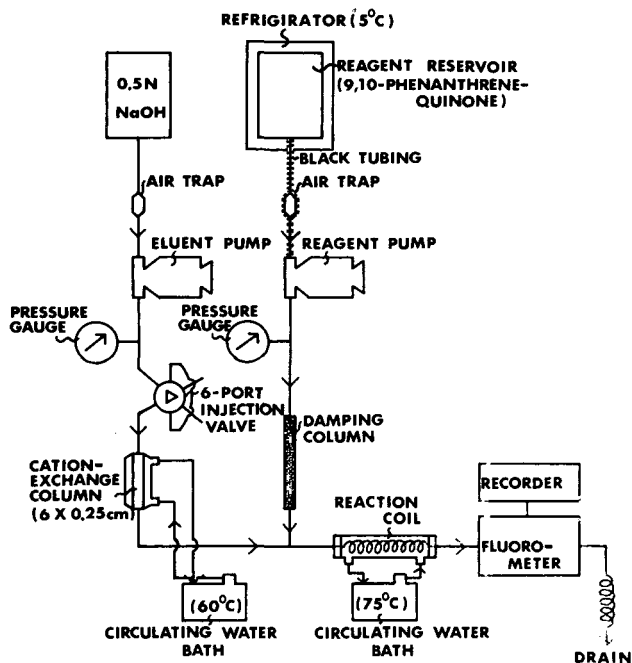 REFRIGIRATOR (5°C)
0.5N
NaOH
REAGENT RESERVOIR
(9,10-PHENANTHRENE-
QUINONE)
BLACK TUBING
AIR TRAP
AIR TRAP
ELUENT PUMP
REAGENT PUMP
PRESSURE
GAUGE
PRESSURE
GAUGE
6-PORT
INJECTION
VALVE
DAMPING
COLUMN
CATION-
EXCHANGE
COLUMN
(6 X 0.25cm)
REACTION
COIL
RECORDER
FLUORO-
METER
(60°C)
(75°C)
CIRCULATING WATER
BATH
CIRCULATING WATER
BATH
DRAIN